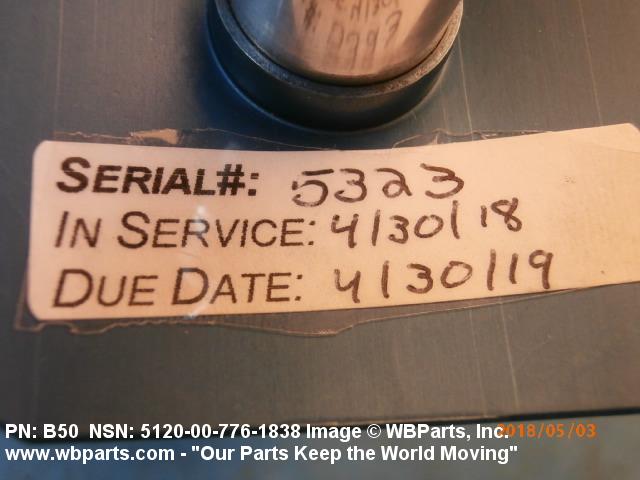 SERIAL#: 5323
IN SERVICE: 4/30/18
DUE DATE: 4/30/19
PN: B50 NSN: 5120-00-776-1838 Image © WBParts, Inc. 2018/05/03
www.wbparts.com - "Our Parts Keep the World Moving"